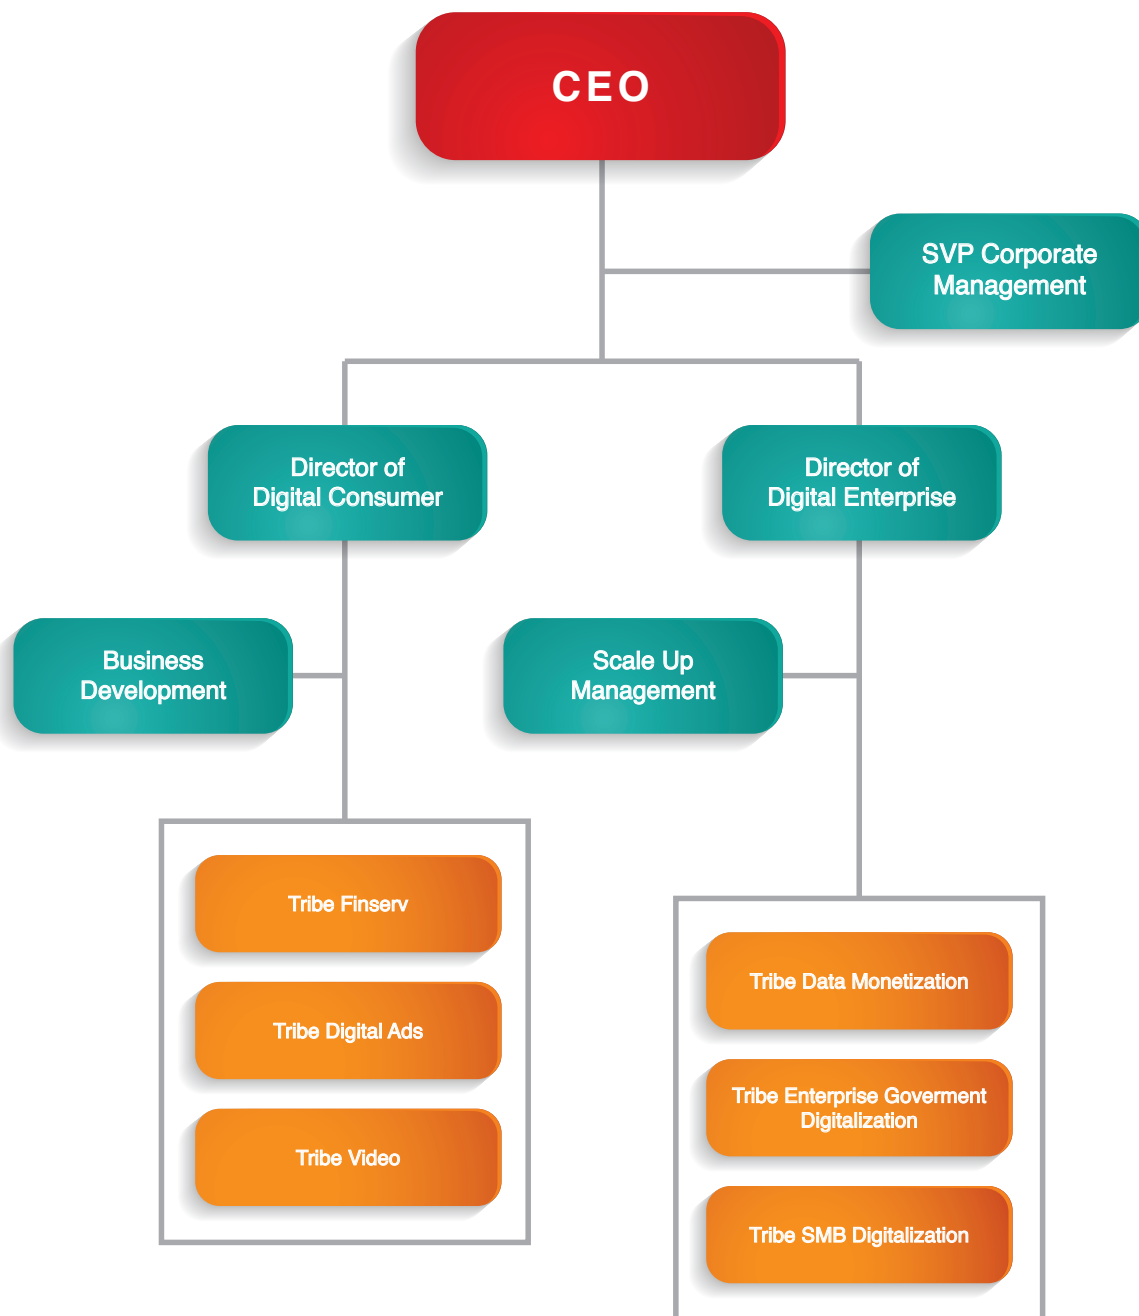 CEO
SVP Corporate
Management
Director of
Digital Consumer
Director of
Digital Enterprise
Business
Development
Scale Up
Management
Tribe Finserv
Tribe Digital Ads
Tribe Video
Tribe Data Monetization
Tribe Enterprise Goverment
Digitalization
Tribe SMB Digitalization